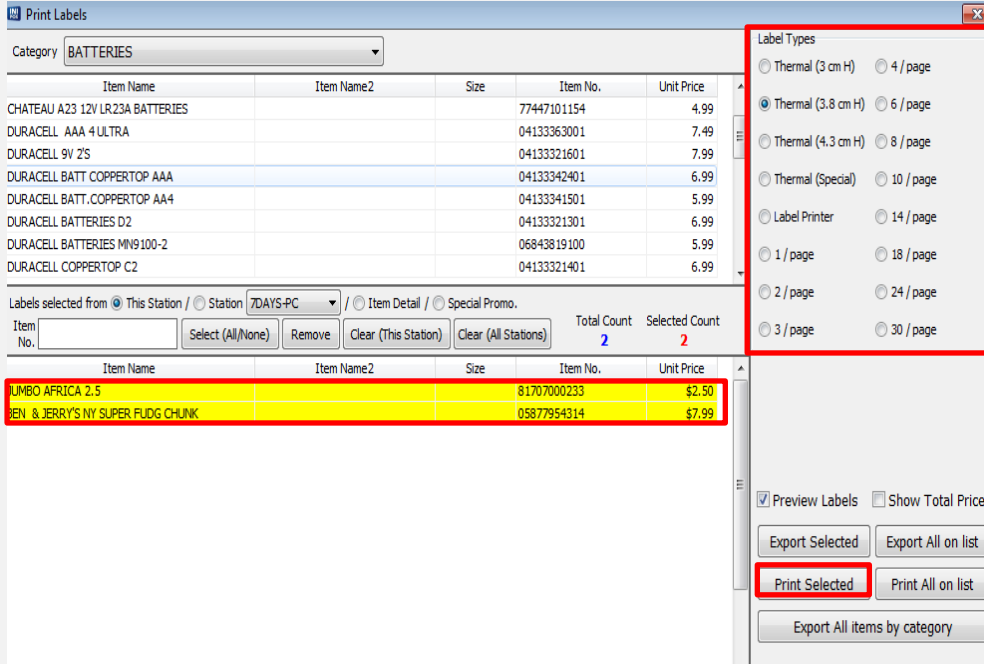 Print Labels
Category BATTERIES
Item Name Item Name2 Size Item No. Unit Price
CHATEAU A23 12V LR23A BATTERIES 77447101154 4.99
DURACELL AAA 4 ULTRA 04133363001 7.49
DURACELL 9V 2'S 04133321601 7.99
DURACELL BATT COPPERTOP AAA 04133342401 6.99
DURACELL BATT.COPPERTOP AA4 04133341501 5.99
DURACELL BATTERIES D2 04133321301 6.99
DURACELL BATTERIES MN9100-2 06843819100 5.99
DURACELL COPPERTOP C2 04133321401 6.99
Labels selected from This Station / Station 7DAYS-PC / Item Detail / Special Promo.
Item No. Select (All/None) Remove Clear (This Station) Clear (All Stations) Total Count 2 Selected Count 2
Item Name Item Name2 Size Item No. Unit Price
JUMBO AFRICA 2.5 81707000233 $2.50
BEN & JERRY'S NY SUPER FUDG CHUNK 05877954314 $7.99
Label Types
Thermal (3 cm H) 4 / page
Thermal (3.8 cm H) 6 / page
Thermal (4.3 cm H) 8 / page
Thermal (Special) 10 / page
Label Printer 14 / page
1 / page 18 / page
2 / page 24 / page
3 / page 30 / page
Preview Labels Show Total Price
Export Selected Export All on list
Print Selected Print All on list
Export All items by category